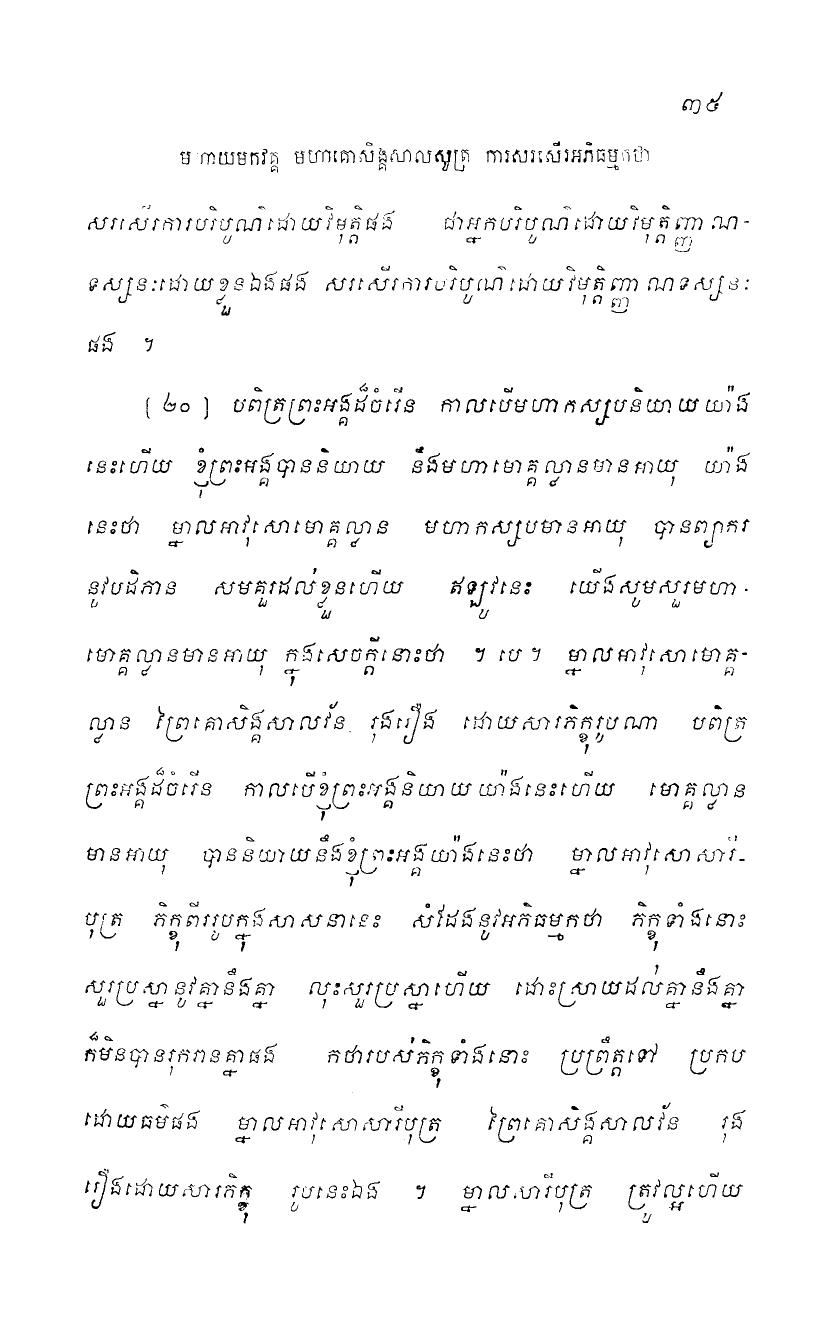 ៣៥
មហាយមកវគ្គ មហាគោសិង្គសាលសូត្រ ការសរសើរអភិធម្មកថា
សរសើរការបរិបូណ៌ដោយវិមុត្តិផង ជាអ្នកបរិបូណ៌ដោយវិមុត្តិញ្ញាណ-
ទស្សនៈដោយខ្លួនឯងផង សរសើរការបរិបូណ៌ដោយវិមុត្តិញ្ញាណទស្សនៈ
ផង ។
[២០] បពិត្រព្រះអង្គដ៏ចំរើន កាលបើមហាកស្សបនិយាយយ៉ាង
នេះហើយ ខ្ញុំព្រះអង្គបាននិយាយ នឹងមហាមោគ្គល្លានមានអាយុ យ៉ាង
នេះថា ម្នាលអាវុសោមោគ្គល្លាន មហាកស្សបមានអាយុ បានព្យាករ
នូវបដិភាន សមគួរដល់ខ្លួនហើយ ឥឡូវនេះ យើងសូមសួរមហា-
មោគ្គល្លានមានអាយុ ក្នុងសេចក្តីនោះថា ។ បេ ។ ម្នាលអាវុសោមោគ្គ-
ល្លាន ព្រៃគោសិង្គសាលវ័ន រុងរឿង ដោយសារភិក្ខុរូបណា បពិត្រ
ព្រះអង្គដ៏ចំរើន កាលបើខ្ញុំព្រះអង្គនិយាយយ៉ាងនេះហើយ មោគ្គល្លាន
មានអាយុ បាននិយាយនឹងខ្ញុំព្រះអង្គយ៉ាងនេះថា ម្នាលអាវុសោសារី-
បុត្រ ភិក្ខុពីររូបក្នុងសាសនានេះ សំដែងនូវអភិធម្មកថា ភិក្ខុទាំងនោះ
សួរប្រស្នានូវគ្នានឹងគ្នា លុះសួរប្រស្នាហើយ ដោះស្រាយដល់គ្នានឹងគ្នា
ក៏មិនបានរុករានគ្នាផង កថារបស់ភិក្ខុទាំងនោះ ប្រព្រឹត្តទៅ ប្រកប
ដោយធម៌ផង ម្នាលអាវុសោសារីបុត្រ ព្រៃគោសិង្គសាលវ័ន រុង
រឿងដោយសារភិក្ខុ រូបនេះឯង ។ ម្នាលសារីបុត្រ ត្រូវល្អហើយ